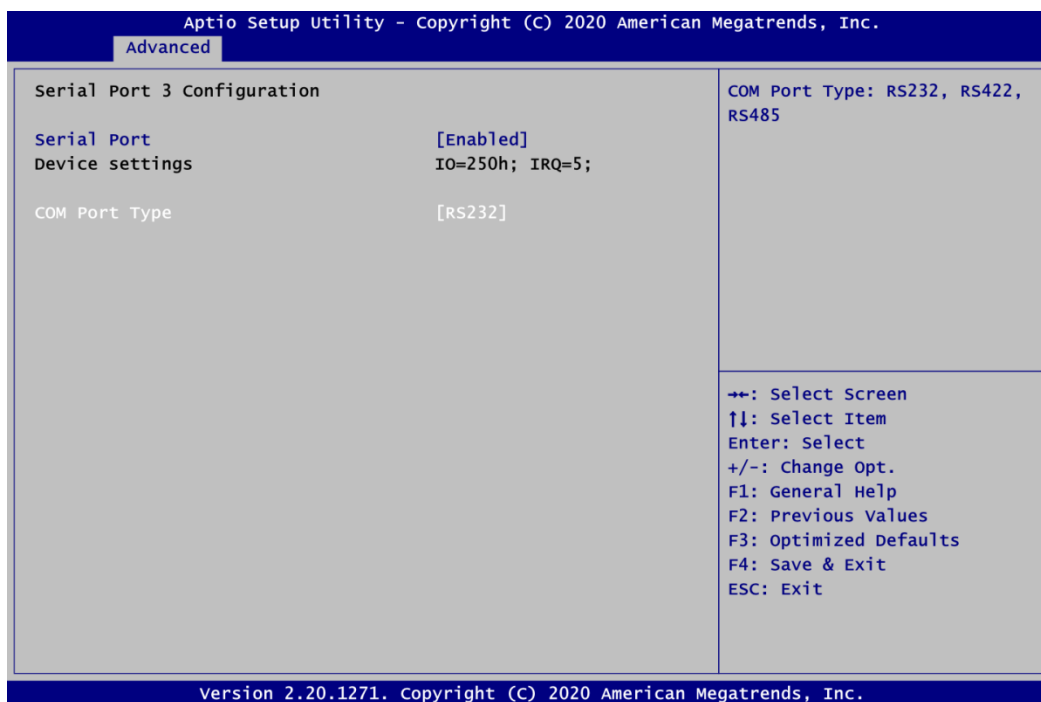 Aptio Setup Utility - Copyright (C) 2020 American Megatrends, Inc.
Advanced
Serial Port 3 Configuration
Serial Port [Enabled]
Device settings IO=250h; IRQ=5;
COM Port Type [RS232]
COM Port Type: RS232, RS422,
RS485
→←: Select Screen
↑↓: Select Item
Enter: Select
+/-: Change Opt.
F1: General Help
F2: Previous Values
F3: Optimized Defaults
F4: Save & Exit
ESC: Exit
Version 2.20.1271. Copyright (C) 2020 American Megatrends, Inc.